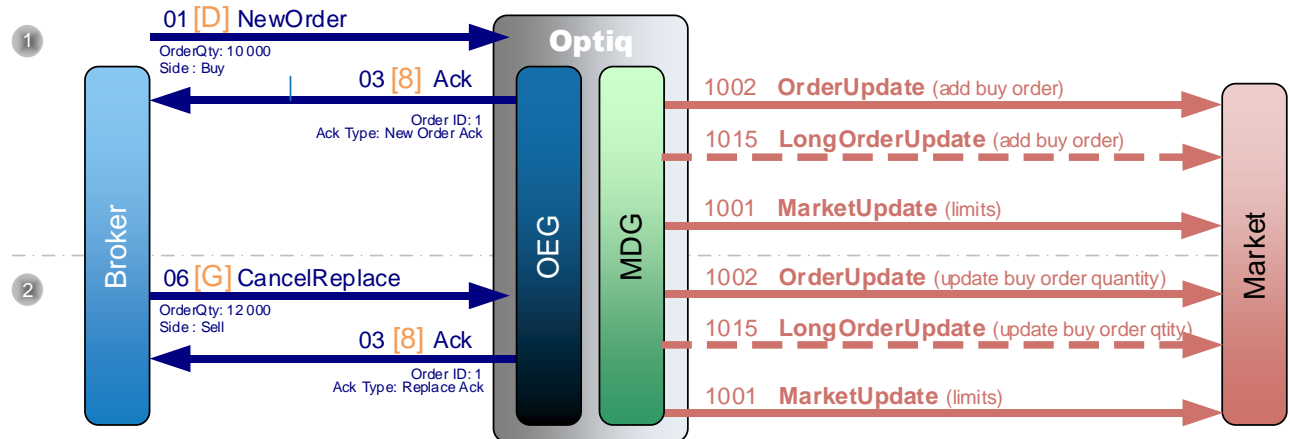 1
01 [D] NewOrder
OrderQty: 10 000
Side : Buy
Optiq
03 [8] Ack
Order ID: 1
Ack Type: New Order Ack
1002 OrderUpdate (add buy order)
1015 LongOrderUpdate (add buy order)
1001 MarketUpdate (limits)
Broker
OEG
MDG
Market
2
06 [G] CancelReplace
OrderQty: 12 000
Side : Sell
03 [8] Ack
Order ID: 1
Ack Type: Replace Ack
1002 OrderUpdate (update buy order quantity)
1015 LongOrderUpdate (update buy order qtity)
1001 MarketUpdate (limits)